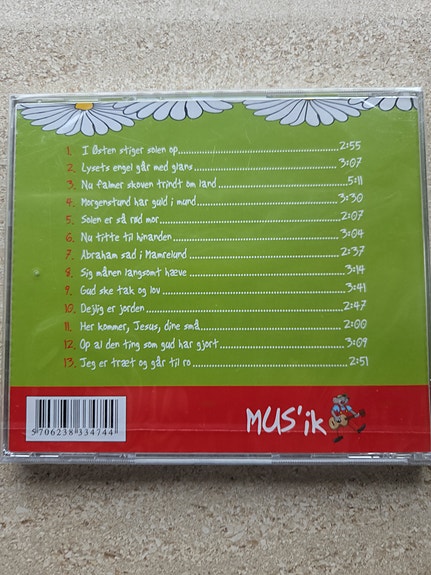 1. I Østen stiger solen op 2:55
2. Lysets engel går med glans 3:07
3. Nu falmer skoven trindt om land 5:11
4. Morgenstund har guld i mund 3:30
5. Solen er så rød mor 2:07
6. Nu titte til hinanden 3:04
7. Abraham sad i Mamrelund 2:37
8. Sig månen langsomt hæve 3:14
9. Gud ske tak og lov 3:41
10. Dejlig er jorden 2:47
11. Her kommer, Jesus, dine små 2:00
12. Op al den ting som gud har gjort 3:09
13. Jeg er træt og går til ro 2:51
MUS'ik
5 706238 334744